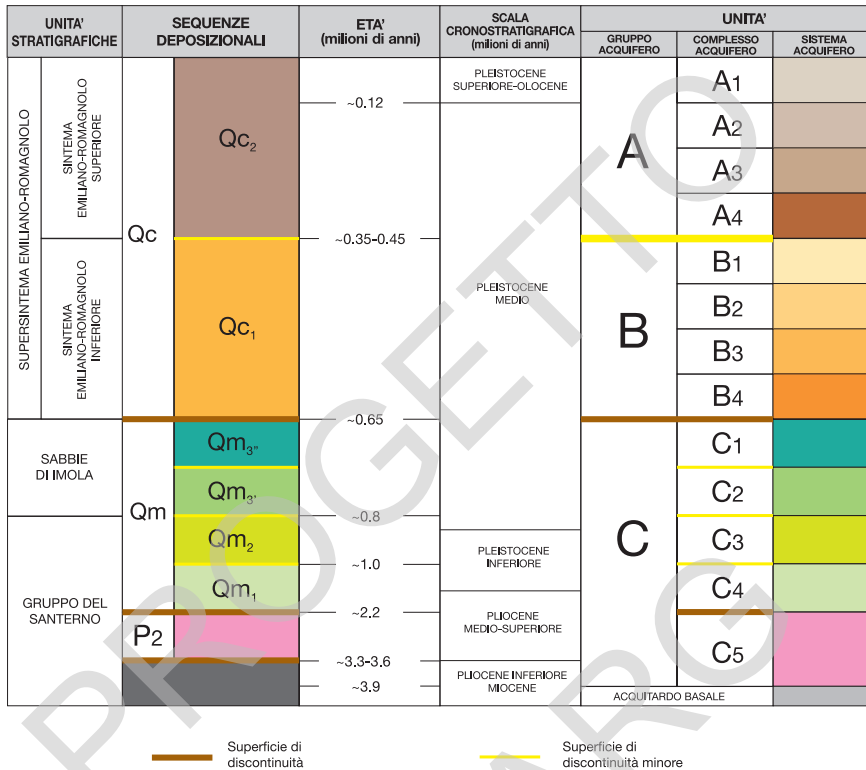 UNITA'
STRATIGRAFICHE
SEQUENZE
DEPOSIZIONALI
ETA'
(milioni di anni)
SCALA
CRONOSTRATIGRAFICA
(milioni di anni)
UNITA'
GRUPPO
ACQUIFERO
COMPLESSO
ACQUIFERO
SISTEMA
ACQUIFERO
SUPERSINTEMA EMILIANO-ROMAGNOLO
SINTEMA
EMILIANO-ROMAGNOLO
SUPERIORE
SINTEMA
EMILIANO-ROMAGNOLO
INFERIORE
SABBIE
DI IMOLA
GRUPPO DEL
SANTERNO
Qc
Qm
P2
Qc2
Qc1
Qm3"
Qm3'
Qm2
Qm1
~0.12
~0.35-0.45
~0.65
~0.8
~1.0
~2.2
~3.3-3.6
~3.9
PLEISTOCENE
SUPERIORE-OLOCENE
PLEISTOCENE
MEDIO
PLEISTOCENE
INFERIORE
PLIOCENE
MEDIO-SUPERIORE
PLIOCENE INFERIORE
MIOCENE
A
B
C
A1
A2
A3
A4
B1
B2
B3
B4
C1
C2
C3
C4
C5
ACQUITARDO BASALE
Superficie di
discontinuità
Superficie di
discontinuità minore
PROGETTO
ARG